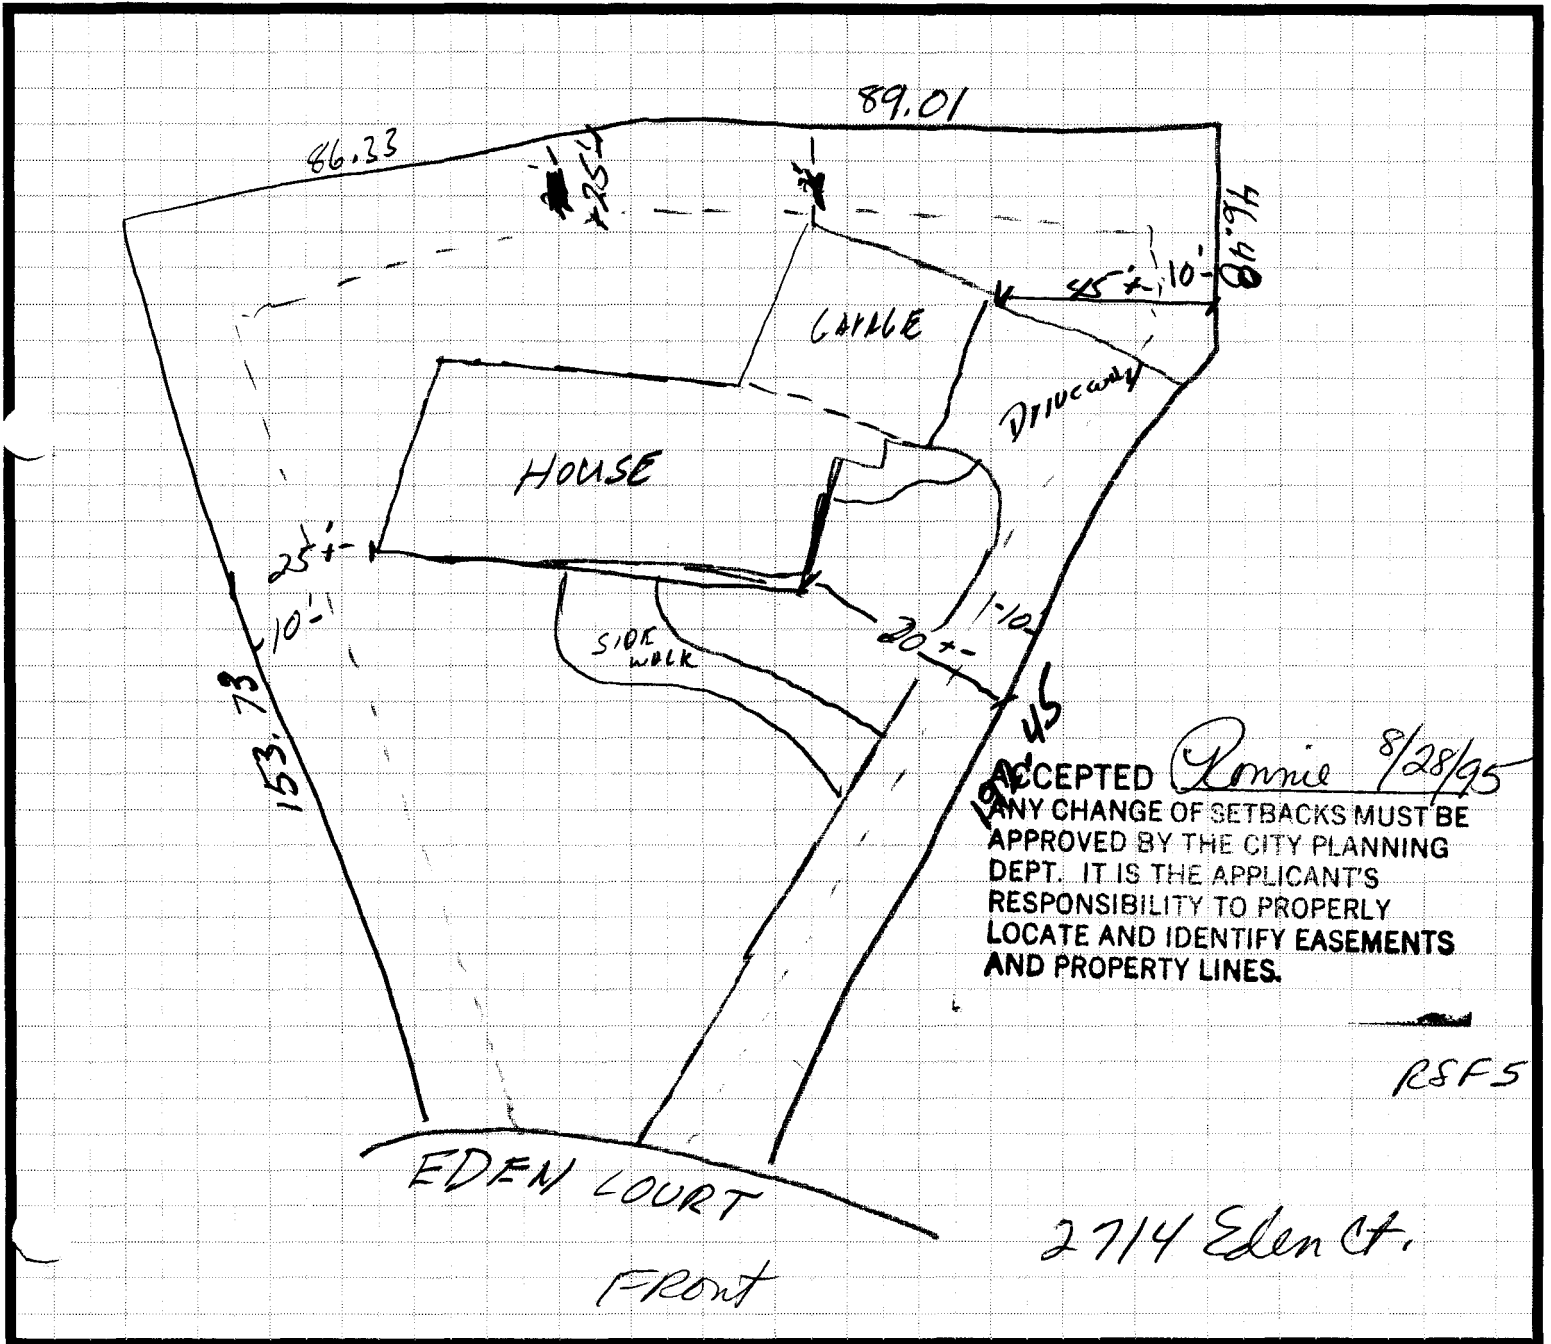 89.01
86.33
+25'
46.48
45'+- 10'-
GARAGE
Driveway
HOUSE
25'+-
10'-
1-10'
20 +-
SIDE
WALK
153.73
45
ACCEPTED Ronnie 8/28/95
ANY CHANGE OF SETBACKS MUST BE
APPROVED BY THE CITY PLANNING
DEPT. IT IS THE APPLICANT'S
RESPONSIBILITY TO PROPERLY
LOCATE AND IDENTIFY EASEMENTS
AND PROPERTY LINES.
RSF5
EDEN COURT
2714 Eden Ct.
FRont